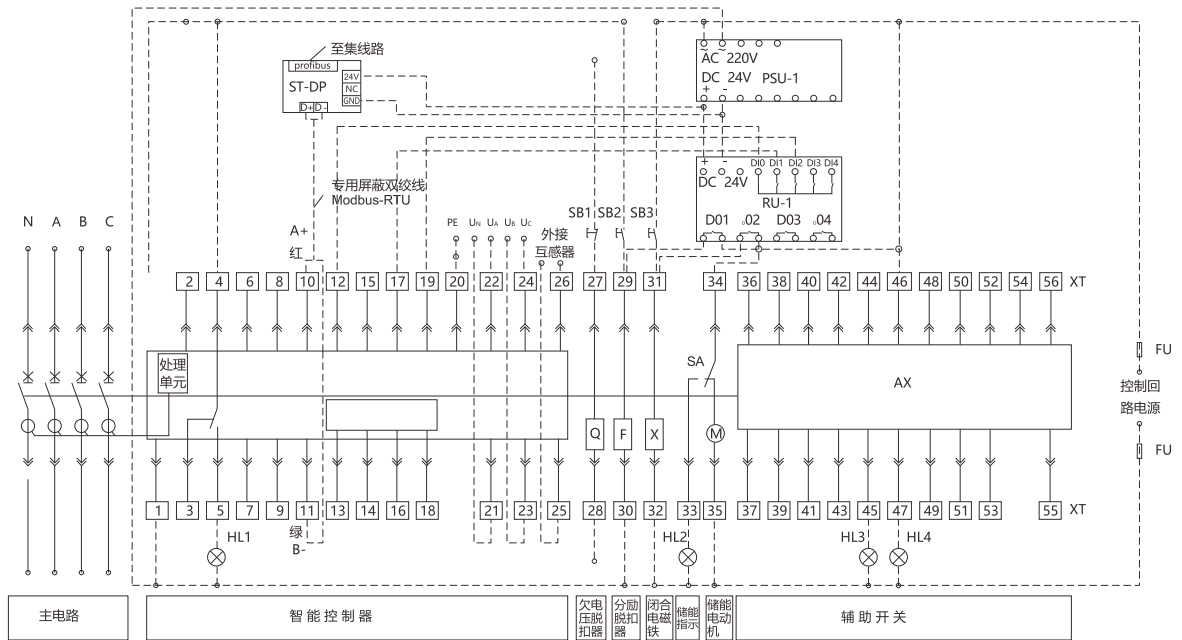 至集线路
profibus
ST-DP
24V
NC
GND
D+ D-
AC 220V
DC 24V PSU-1
+ -
+ - DI0 DI1 DI2 DI3 DI4
DC 24V
RU-1
D01 D02 D03 D04
专用屏蔽双绞线
Modbus-RTU
A+
红
N A B C
PE UN UA UB UC
外接
互感器
SB1 SB2 SB3
2 4 6 8 10 12 15 17 19 20 22 24 26 27 29 31 34 36 38 40 42 44 46 48 50 52 54 56 XT
处理
单元
SA
AX
Q F X M
FU
控制回
路电源
FU
1 3 5 7 9 11 13 14 16 18 21 23 25 28 30 32 33 35 37 39 41 43 45 47 49 51 53 55 XT
绿
B-
HL1 HL2 HL3 HL4
主电路
智能控制器
欠电
压脱
扣器
分励
脱扣
器
闭合
电磁
铁
储能
指示
储能
电动
机
辅助开关